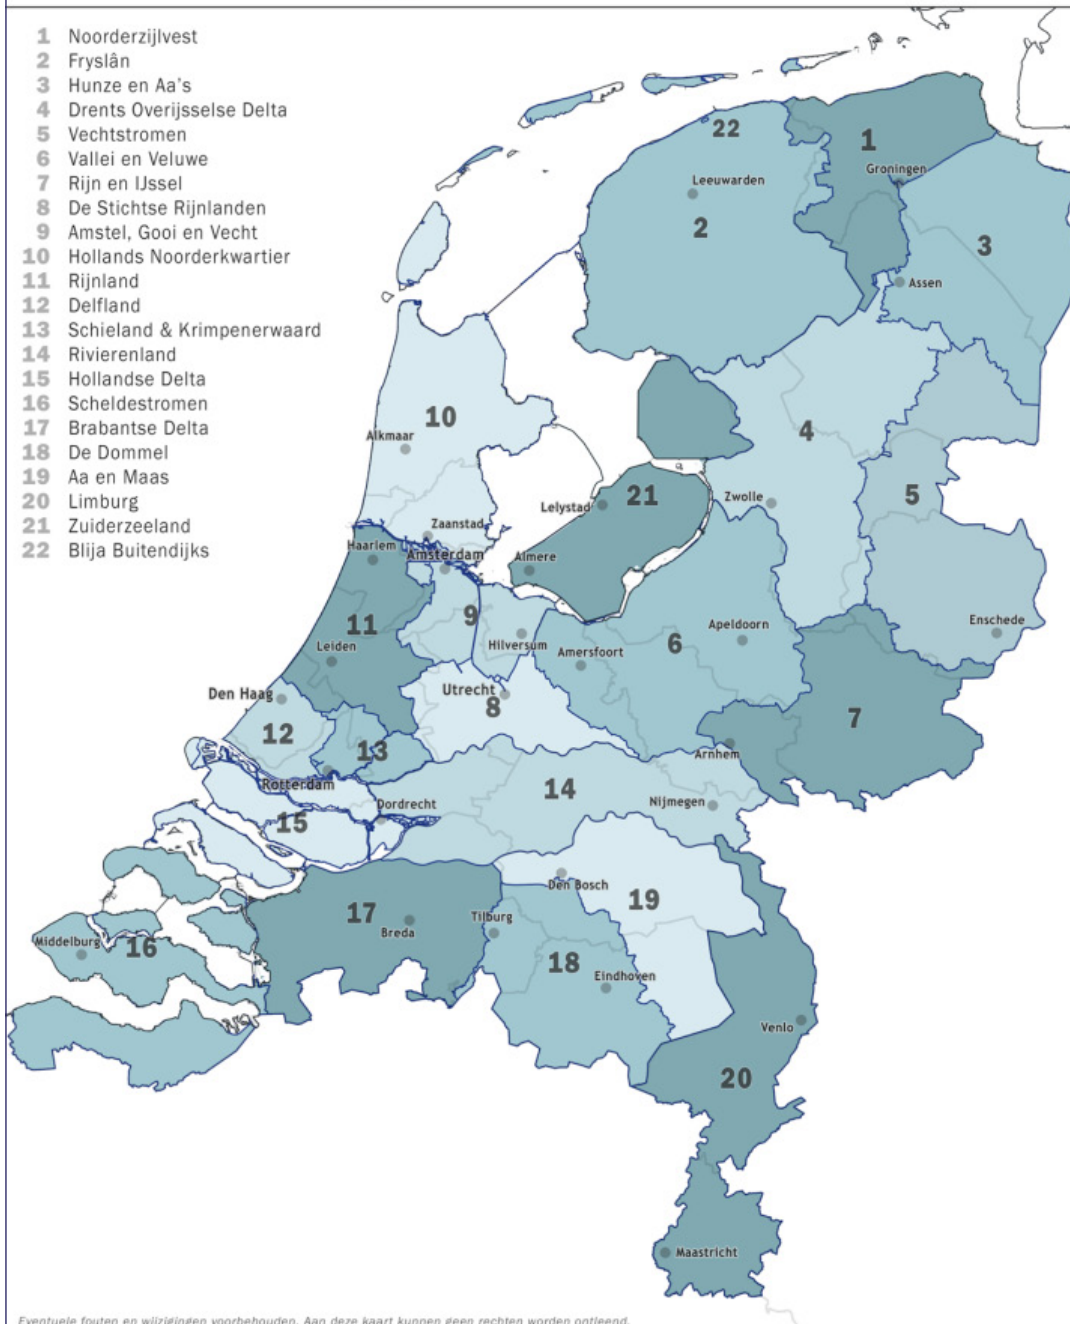 1 Noorderzijlvest
2 Fryslân
3 Hunze en Aa's
4 Drents Overijsselse Delta
5 Vechtstromen
6 Vallei en Veluwe
7 Rijn en IJssel
8 De Stichtse Rijnlanden
9 Amstel, Gooi en Vecht
10 Hollands Noorderkwartier
11 Rijnland
12 Delfland
13 Schieland & Krimpenerwaard
14 Rivierenland
15 Hollandse Delta
16 Scheldestromen
17 Brabantse Delta
18 De Dommel
19 Aa en Maas
20 Limburg
21 Zuiderzeeland
22 Blija Buitendijks
22
1
Groningen
Leeuwarden
2
3
Assen
10
Alkmaar
4
Zwolle
5
21
Lelystad
Zaanstad
Haarlem
Amsterdam
Almere
9
11
Hilversum
Leiden
Amersfoort
6
Apeldoorn
Enschede
Den Haag
Utrecht
8
7
12
13
Arnhem
Rotterdam
14
Nijmegen
Dordrecht
15
Den Bosch
19
17
Breda
Tilburg
Middelburg
16
18
Eindhoven
Venlo
20
Maastricht
Eventuele fouten en wijzigingen voorbehouden. Aan deze kaart kunnen geen rechten worden ontleend.